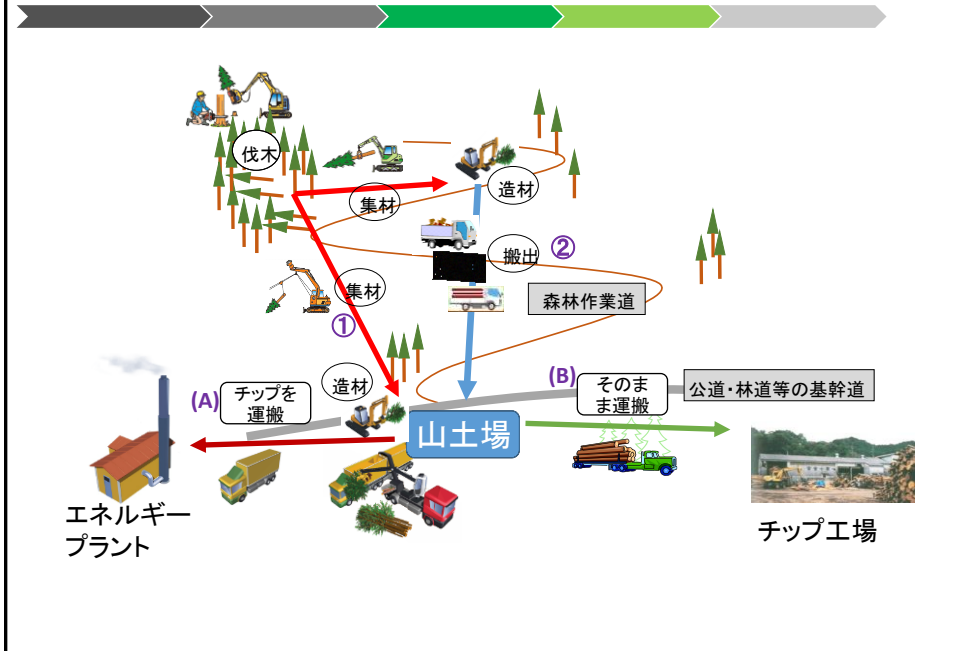 伐木
集材
造材
搬出
②
集材
①
森林作業道
造材
(A)
チップを
運搬
(B)
そのま
ま運搬
公道・林道等の基幹道
山土場
エネルギー
プラント
チップ工場